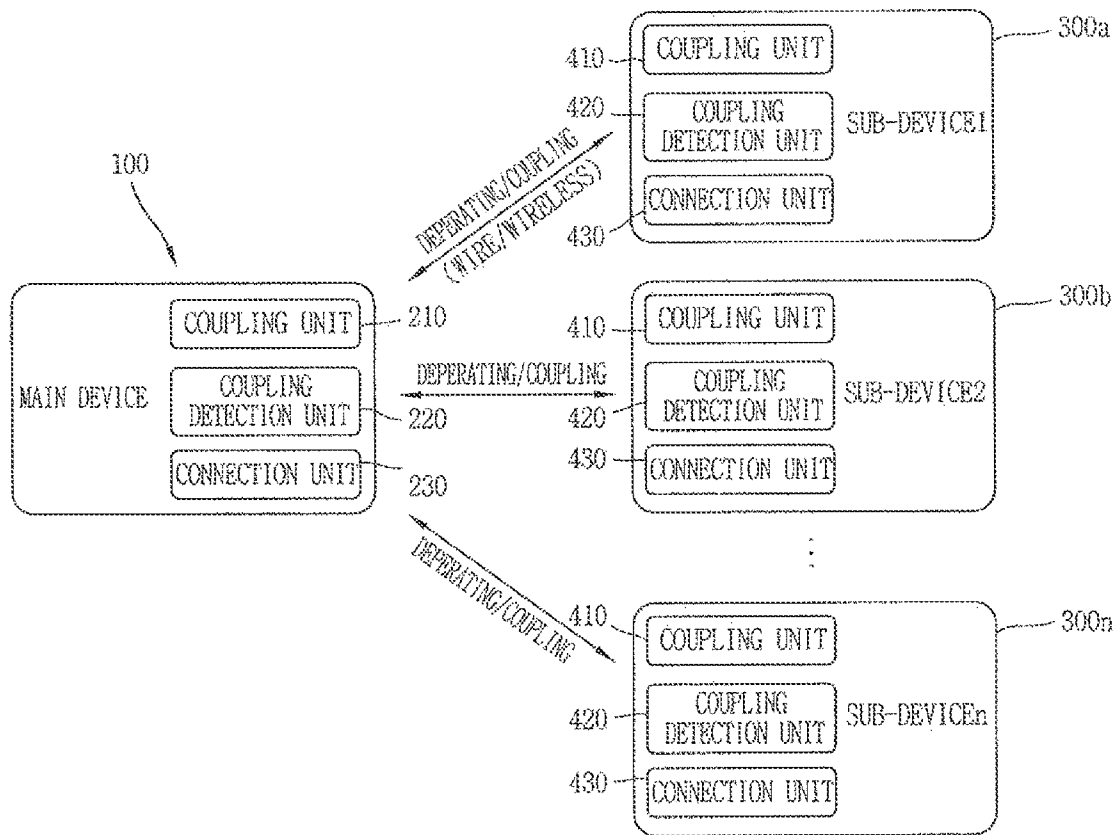 100
MAIN DEVICE
COUPLING UNIT
210
COUPLING
DETECTION UNIT
220
CONNECTION UNIT
230
DEPERATING/COUPLING
(WIRE/WIRELESS)
DEPERATING/COUPLING
DEPERATING/COUPLING
300a
410
COUPLING UNIT
420
COUPLING
DETECTION UNIT
SUB-DEVICE1
430
CONNECTION UNIT
300b
410
COUPLING UNIT
420
COUPLING
DETECTION UNIT
SUB-DEVICE2
430
CONNECTION UNIT
300n
410
COUPLING UNIT
420
COUPLING
DETECTION UNIT
SUB-DEVICEn
430
CONNECTION UNIT